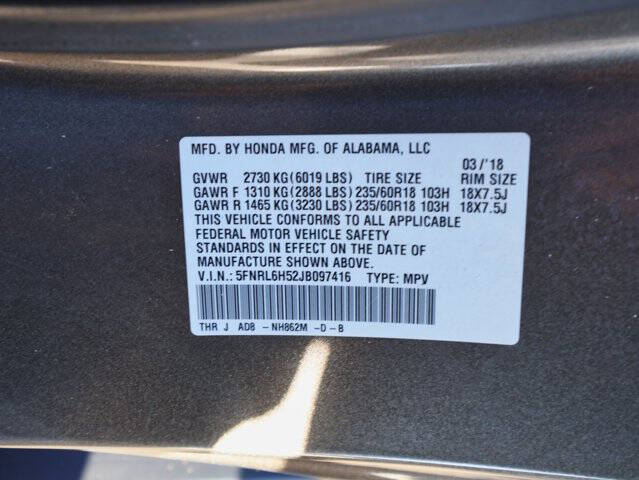 MFD. BY HONDA MFG. OF ALABAMA, LLC
03/'18
GVWR 2730 KG(6019 LBS) TIRE SIZE RIM SIZE
GAWR F 1310 KG(2888 LBS) 235/60R18 103H 18X7.5J
GAWR R 1465 KG(3230 LBS) 235/60R18 103H 18X7.5J
THIS VEHICLE CONFORMS TO ALL APPLICABLE
FEDERAL MOTOR VEHICLE SAFETY
STANDARDS IN EFFECT ON THE DATE OF
MANUFACTURE SHOWN ABOVE.
V.I.N.: 5FNRL6H52JB097416 TYPE: MPV
THR J AD8 -NH862M -D-B